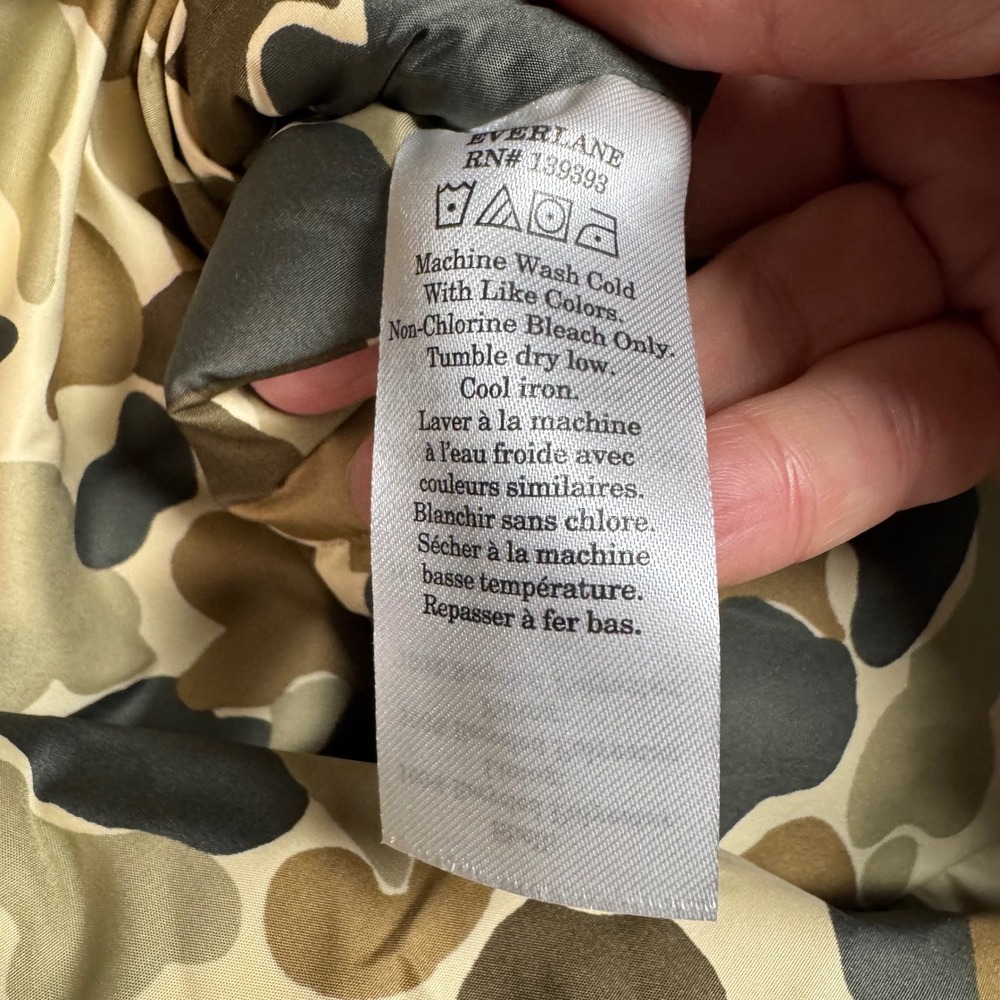 EVERLANE
RN# 139393
Machine Wash Cold
With Like Colors.
Non-Chlorine Bleach Only.
Tumble dry low.
Cool iron.
Laver à la machine
à l'eau froide avec
couleurs similaires.
Blanchir sans chlore.
Sécher à la machine
basse température.
Repasser à fer bas.